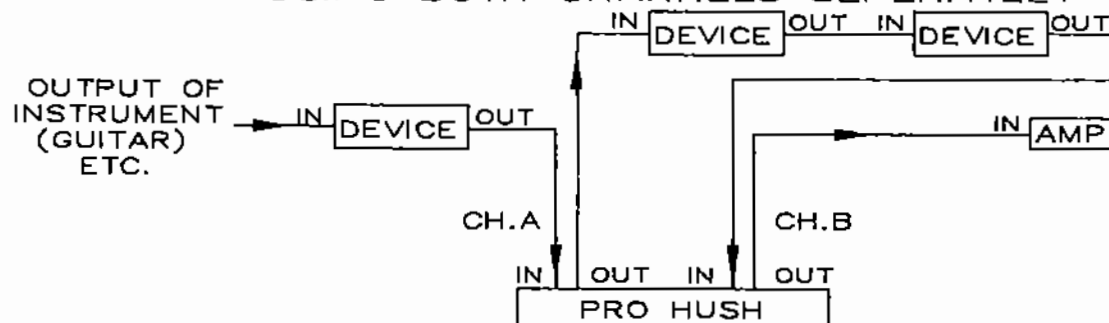 IN DEVICE OUT IN DEVICE OUT
OUTPUT OF
INSTRUMENT
(GUITAR)
ETC.
IN DEVICE OUT
IN AMP
CH.A
CH.B
IN OUT IN OUT
PRO HUSH